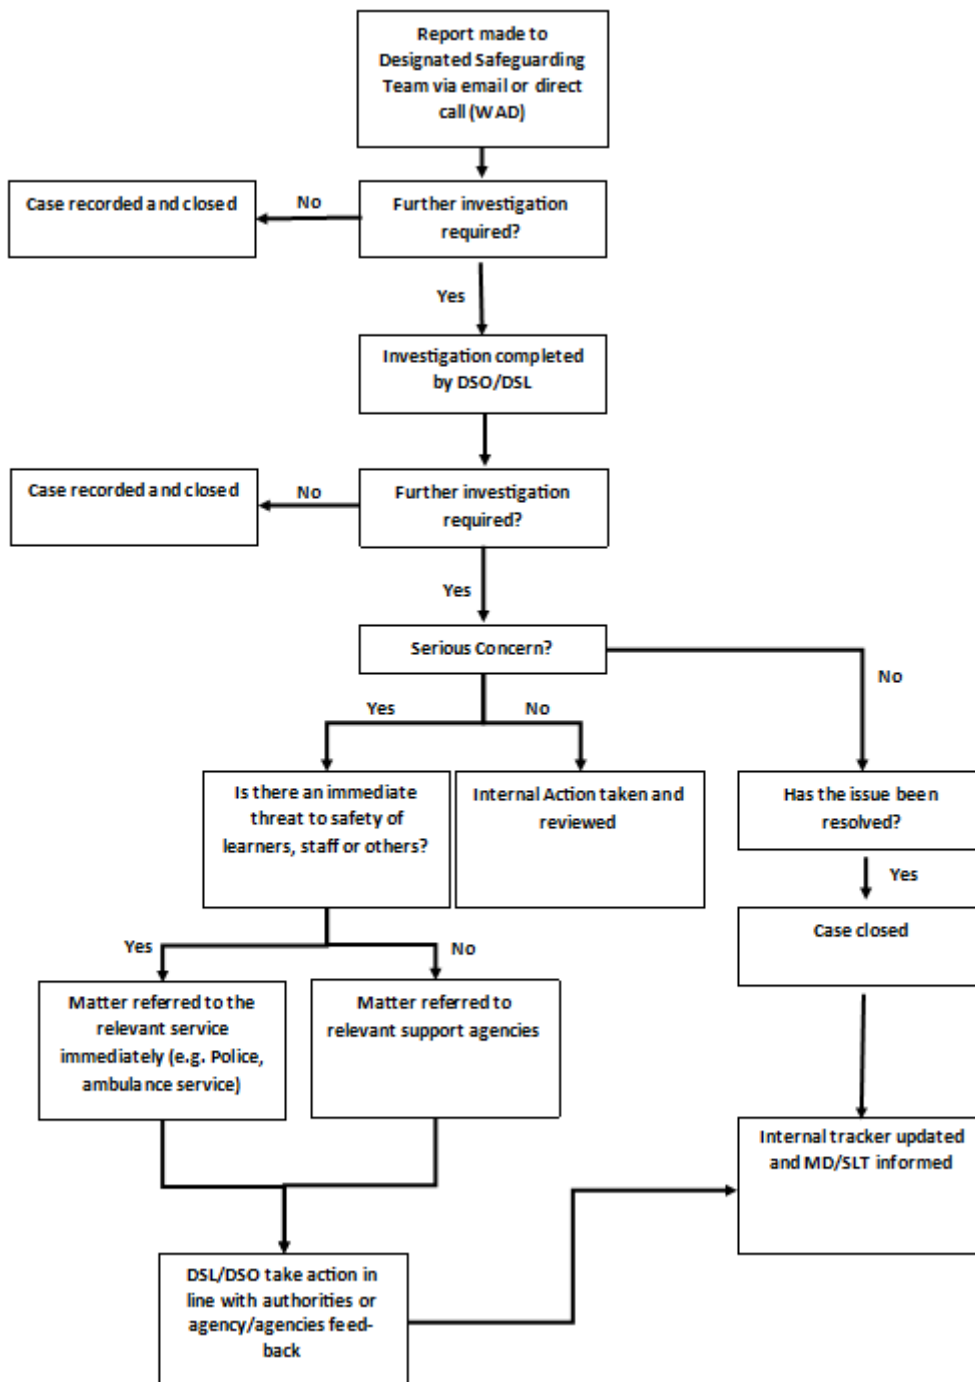 Report made to
Designated Safeguarding
Team via email or direct
call (WAD)
Case recorded and closed
No
Further investigation
required?
Yes
Investigation completed
by DSO/DSL
Case recorded and closed
No
Further investigation
required?
Yes
Serious Concern?
No
Yes
No
Is there an immediate
threat to safety of
learners, staff or others?
Internal Action taken and
reviewed
Has the issue been
resolved?
Yes
Case closed
Yes
No
Matter referred to the
relevant service
immediately (e.g. Police,
ambulance service)
Matter referred to
relevant support agencies
Internal tracker updated
and MD/SLT informed
DSL/DSO take action in
line with authorities or
agency/agencies feed-
back